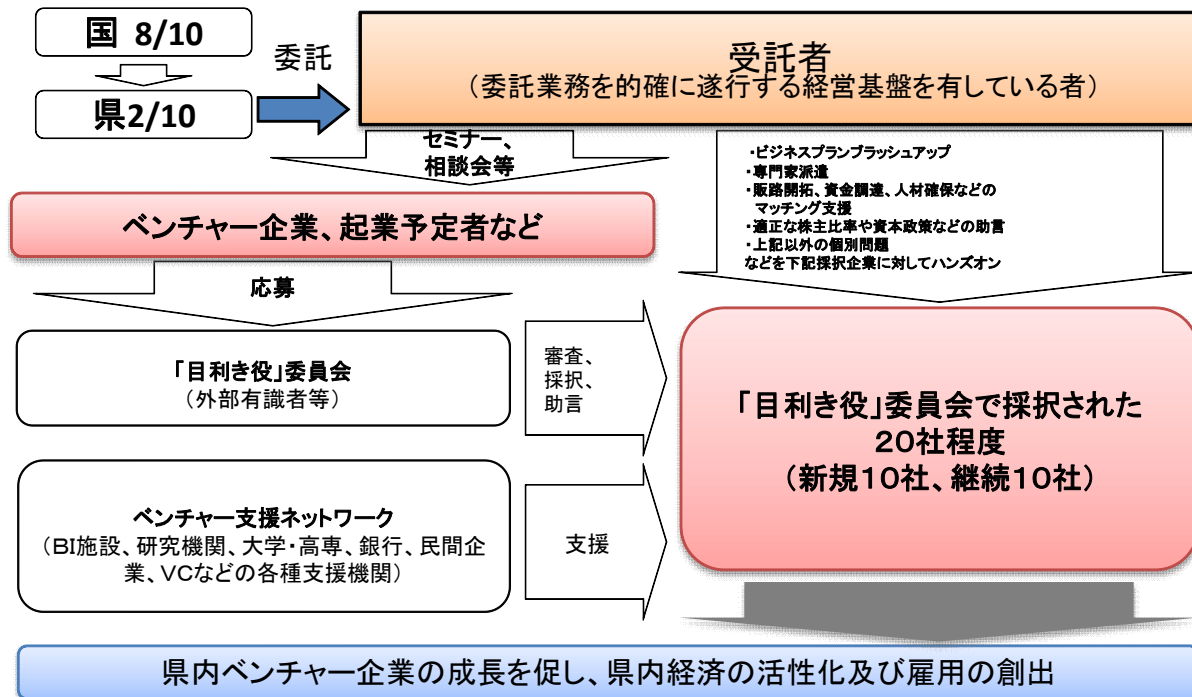 国 8/10
県2/10
委託
受託者
（委託業務を的確に遂行する経営基盤を有している者）
セミナー、
相談会等
・ビジネスプランブラッシュアップ
・専門家派遣
・販路開拓、資金調達、人材確保などの
マッチング支援
・適正な株主比率や資本政策などの助言
・上記以外の個別問題
などを下記採択企業に対してハンズオン
ベンチャー企業、起業予定者など
応募
「目利き役」委員会
（外部有識者等）
審査、
採択、
助言
「目利き役」委員会で採択された
２０社程度
（新規１０社、継続１０社）
ベンチャー支援ネットワーク
（BI施設、研究機関、大学・高専、銀行、民間企
業、VCなどの各種支援機関）
支援
県内ベンチャー企業の成長を促し、県内経済の活性化及び雇用の創出